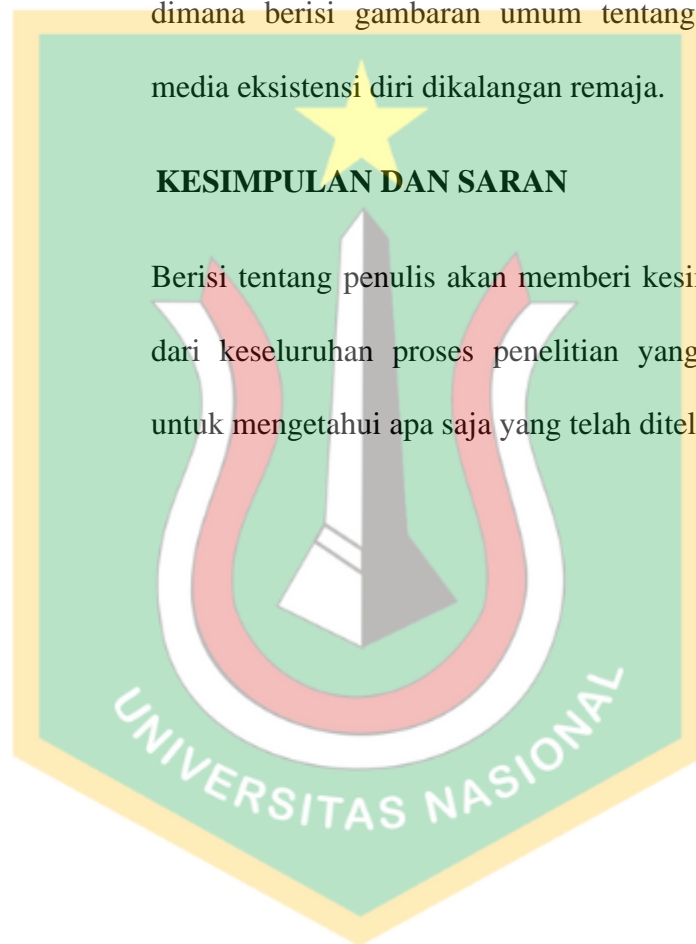 dimana berisi gambaran umum tentang
media eksistensi diri dikalangan remaja.
KESIMPULAN DAN SARAN
Berisi tentang penulis akan memberi
dari keseluruhan proses penelitian yang
untuk mengetahui apa saja yang telah
UNIVERSITAS NASIONAL